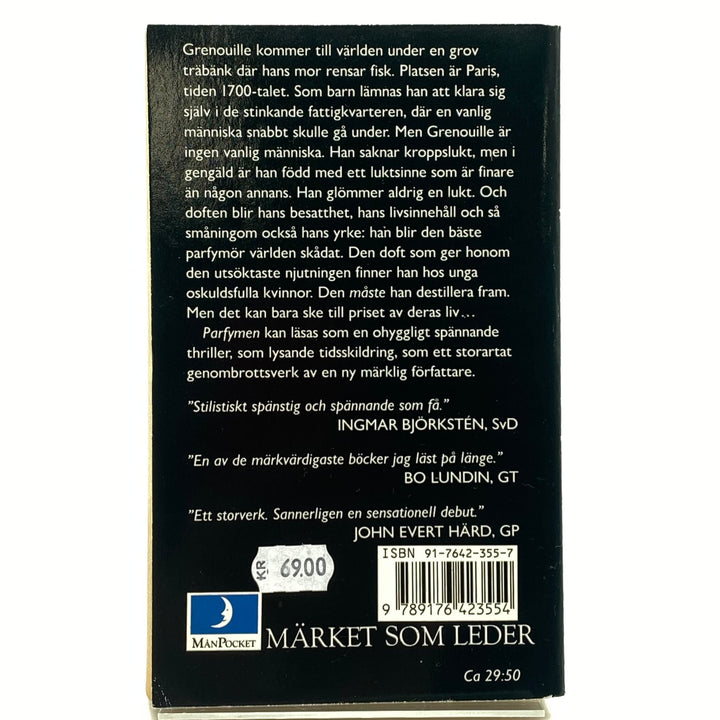 Grenouille kommer till världen under en grov
träbänk där hans mor rensar fisk. Platsen är Paris,
tiden 1700-talet. Som barn lämnas han att klara sig
själv i de stinkande fattigkvarteren, där en vanlig
människa snabbt skulle gå under. Men Grenouille är
ingen vanlig människa. Han saknar kroppslukt, men i
gengäld är han född med ett luktsinne som är finare
än någon annans. Han glömmer aldrig en lukt. Och
doften blir hans besatthet, hans livsinnehåll och så
småningom också hans yrke: han blir den bäste
parfymör världen skådat. Den doft som ger honom
den utsöktaste njutningen finner han hos unga
oskuldsfulla kvinnor. Den måste han destillera fram.
Men det kan bara ske till priset av deras liv...
Parfymen kan läsas som en ohyggligt spännande
thriller, som lysande tidsskildring, som ett storartat
genombrottsverk av en ny märklig författare.
"Stilistiskt spänstig och spännande som få."
INGMAR BJÖRKSTÉN, SvD
"En av de märkvärdigaste böcker jag läst på länge."
BO LUNDIN, GT
"Ett storverk. Sannerligen en sensationell debut."
JOHN EVERT HÄRD, GP
ISBN 91-7642-355-7
KR 69.00
9 789176 423554
MÅNPOCKET MÄRKET SOM LEDER
Ca 29:50